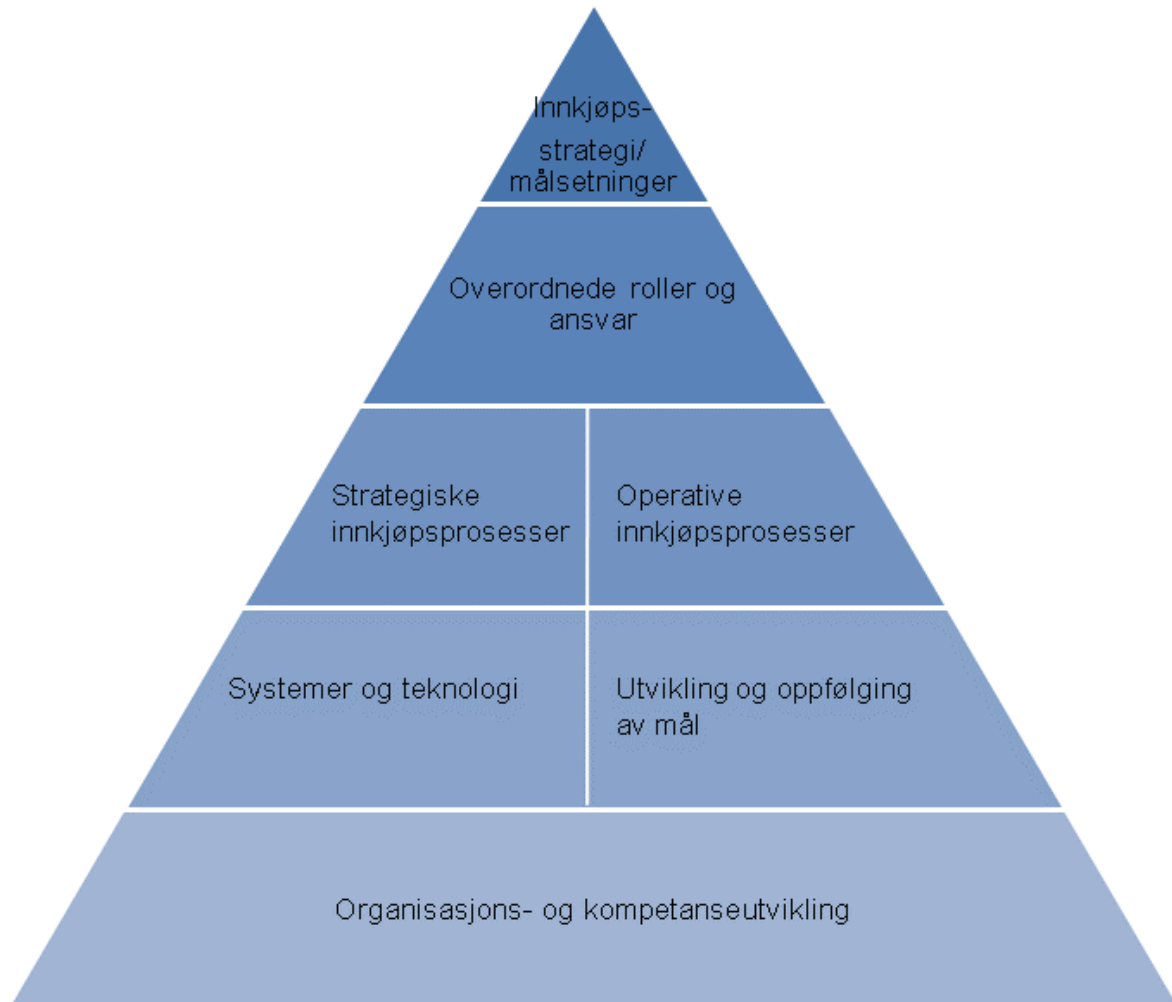 Innkjøps-
strategi/
målsetninger
Overordnede roller og
ansvar
Strategiske
innkjøpsprosesser
Operative
innkjøpsprosesser
Systemer og teknologi
Utvikling og oppfølging
av mål
Organisasjons- og kompetanseutvikling